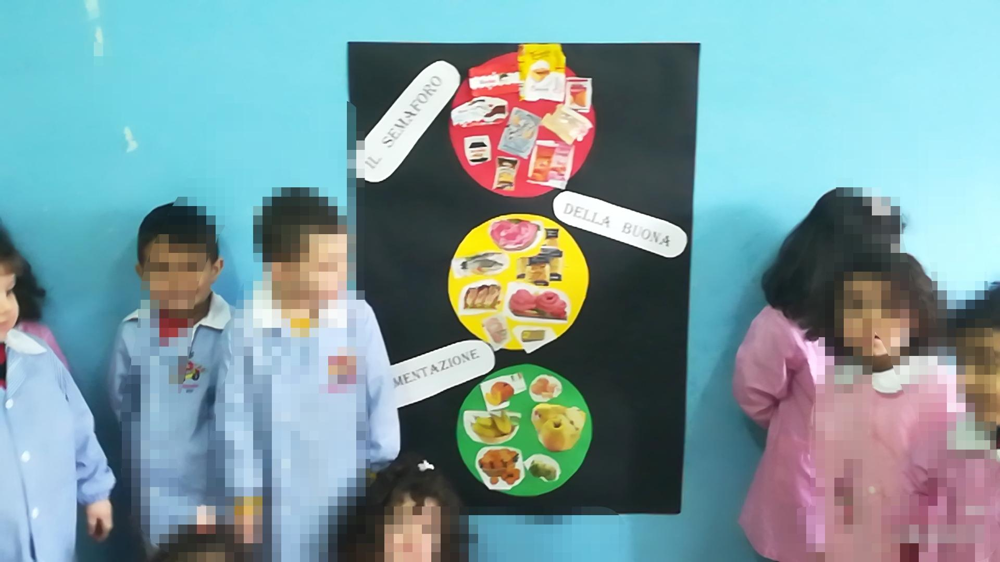 IL SEMAFORO
DELLA BUONA
MENTAZIONE